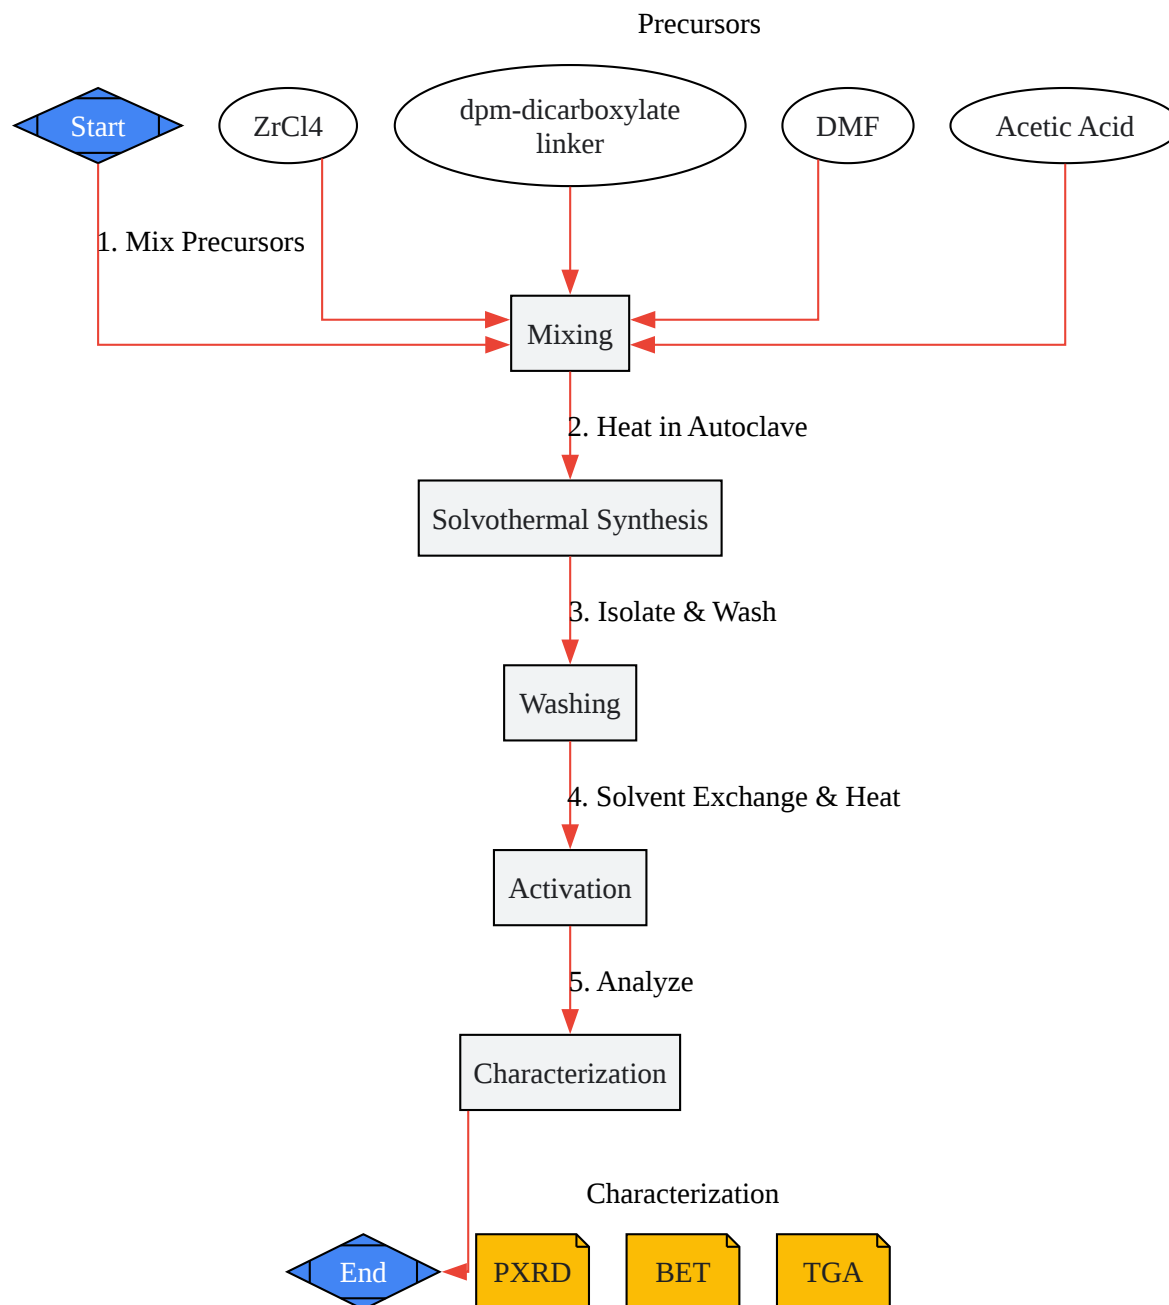 Precursors
Start
ZrCl4
dpm-dicarboxylate
linker
DMF
Acetic Acid
1. Mix Precursors
Mixing
2. Heat in Autoclave
Solvothermal Synthesis
3. Isolate & Wash
Washing
4. Solvent Exchange & Heat
Activation
5. Analyze
Characterization
Characterization
End
PXRD
BET
TGA